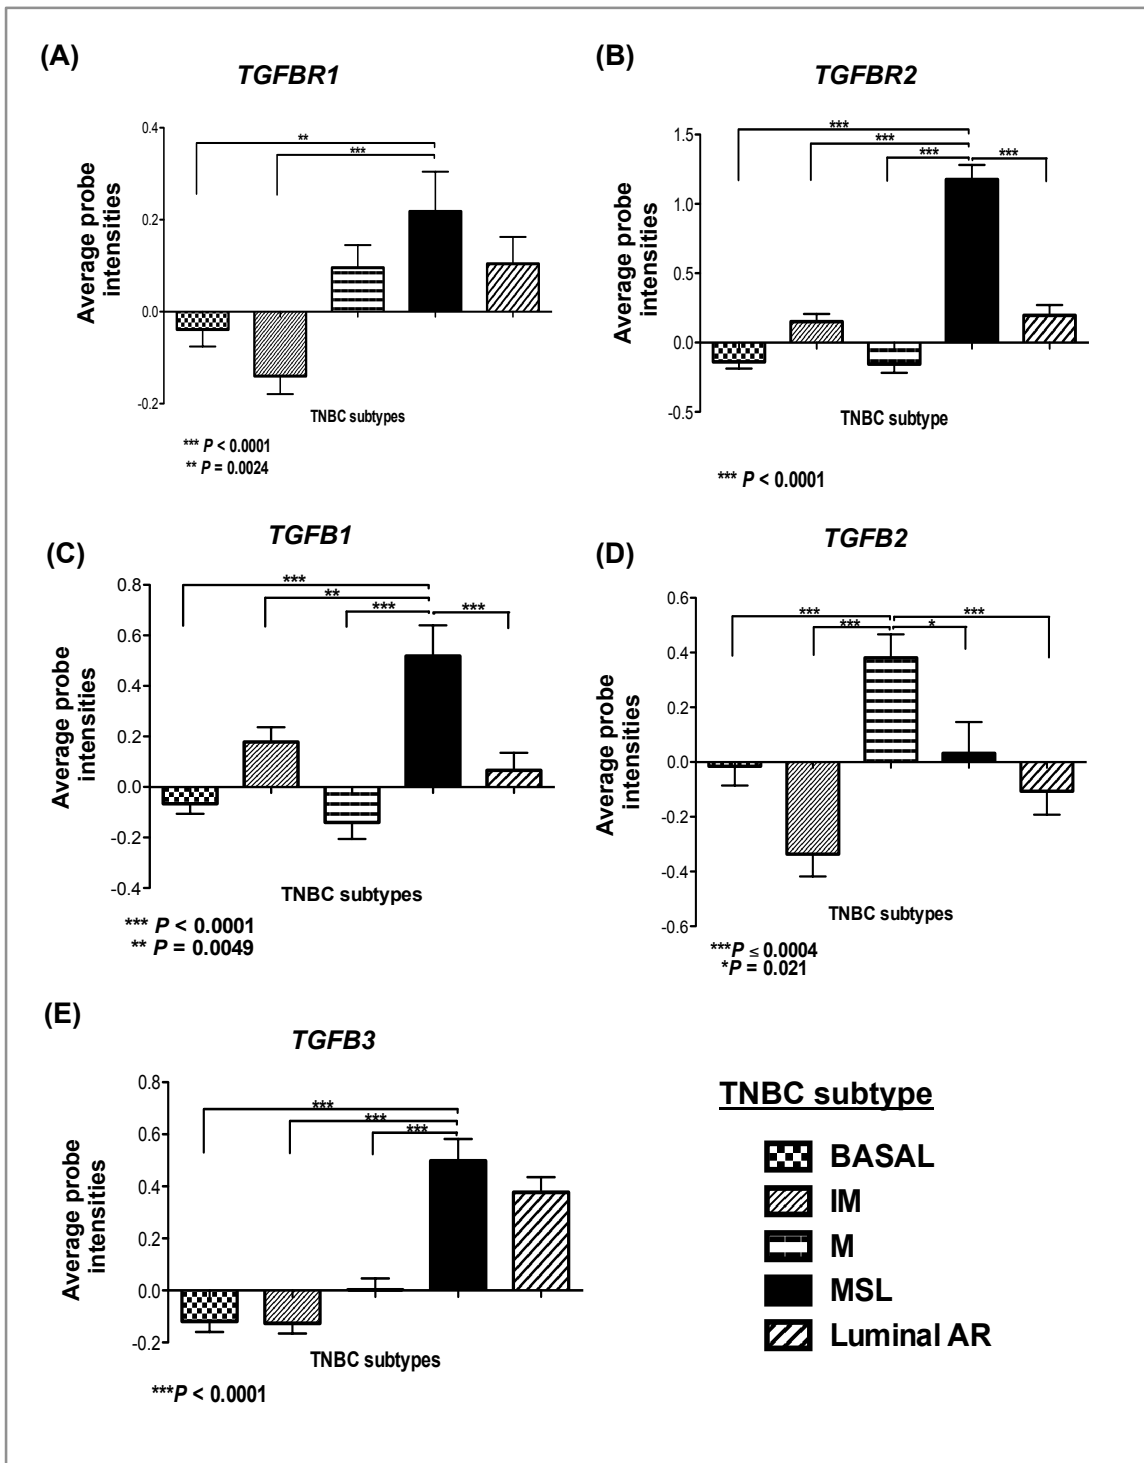 (A)
TGFBR1
Average probe
intensities
0.4
0.2
0.0
-0.2
**
***
TNBC subtypes
*** P < 0.0001
** P = 0.0024
(B)
TGFBR2
Average probe
intensities
1.5
1.0
0.5
0.0
-0.5
***
***
***
***
TNBC subtype
*** P < 0.0001
(C)
TGFB1
Average probe
intensities
0.8
0.6
0.4
0.2
0.0
-0.2
-0.4
***
**
***
***
TNBC subtypes
*** P < 0.0001
** P = 0.0049
(D)
TGFB2
Average probe
intensities
0.6
0.4
0.2
0.0
-0.2
-0.4
-0.6
***
***
***
*
TNBC subtypes
***P ≤ 0.0004
*P = 0.021
(E)
TGFB3
Average probe
intensities
0.8
0.6
0.4
0.2
0.0
-0.2
***
***
***
TNBC subtypes
***P < 0.0001
TNBC subtype
BASAL
IM
M
MSL
Luminal AR